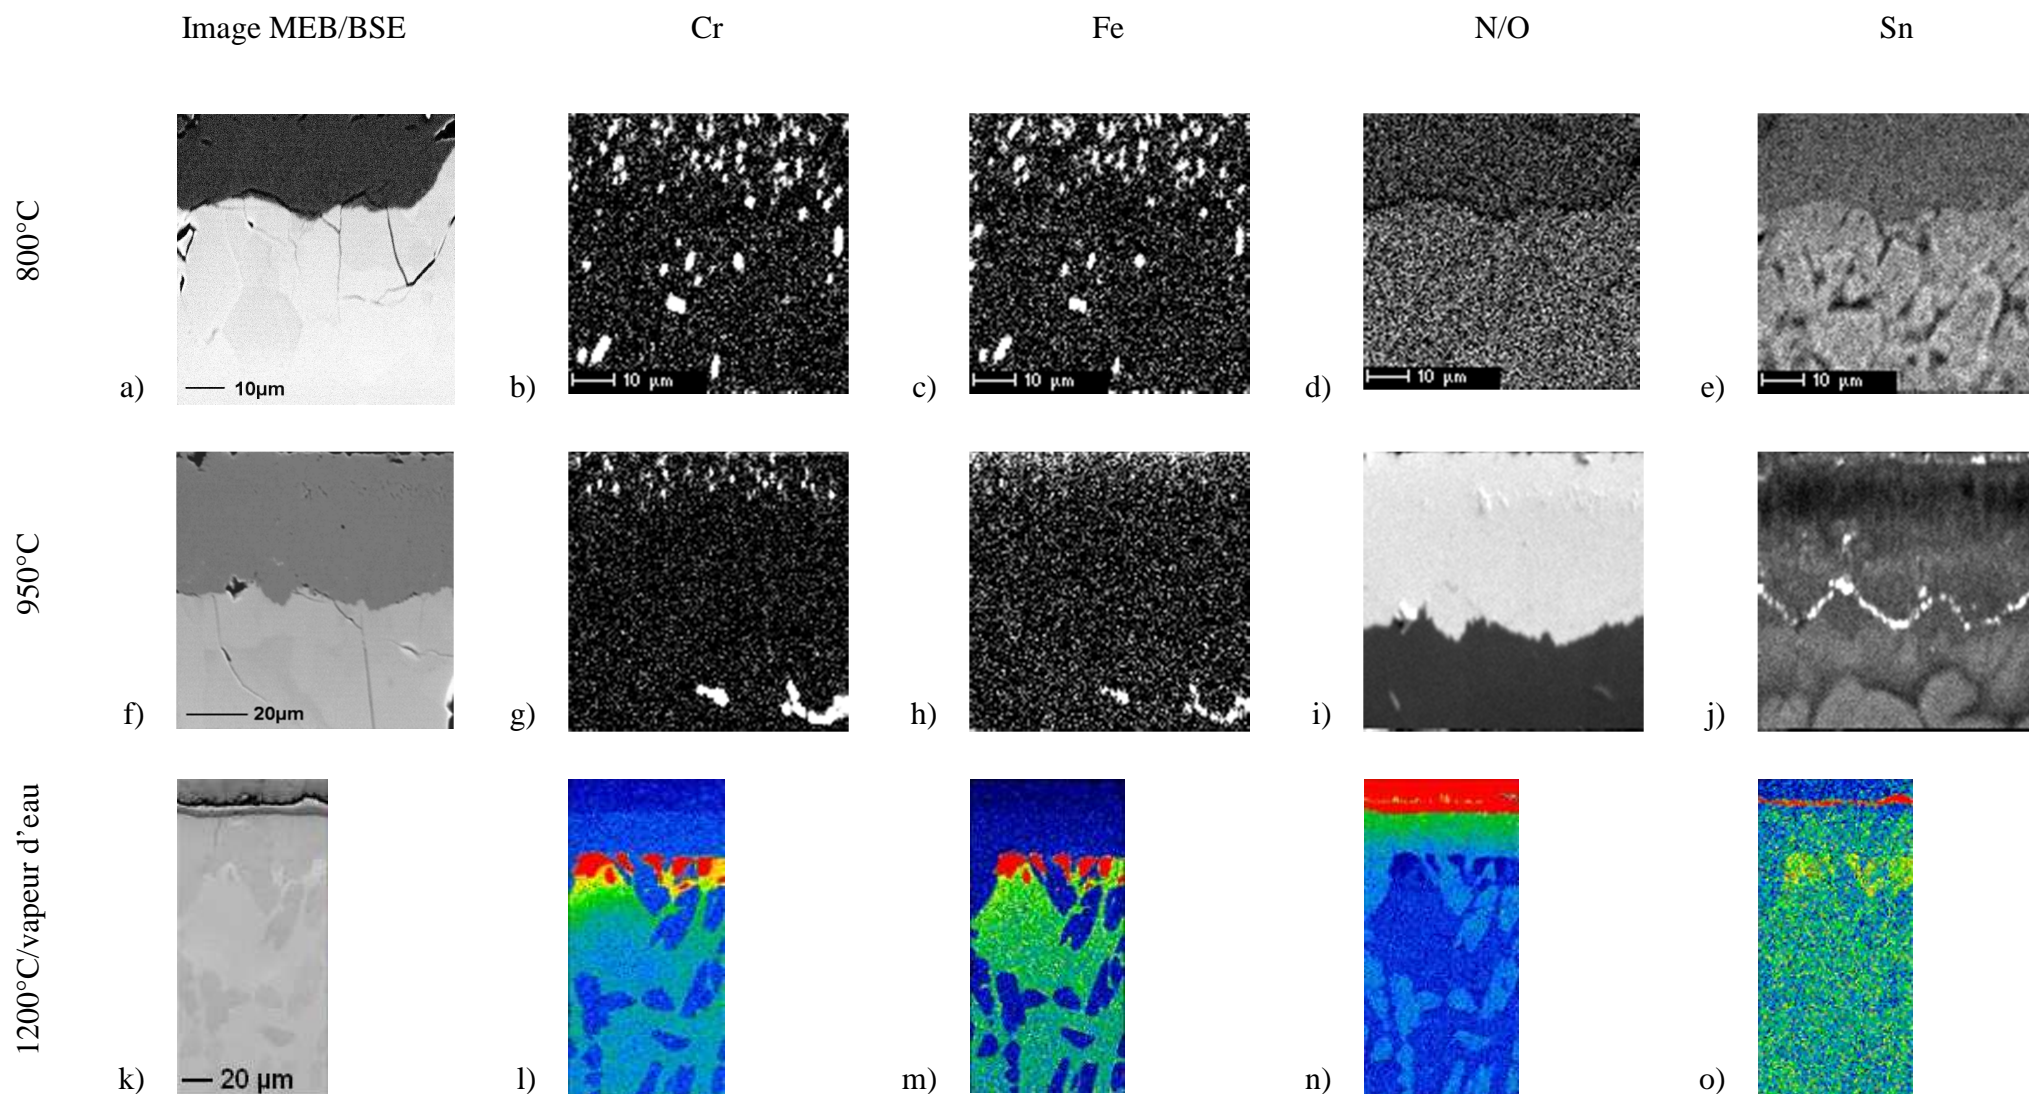 Image MEB/BSE Cr Fe N/O Sn
800°C
a) 10µm b) 10 µm c) 10 µm d) 10 µm e) 10 µm
950°C
f) 20µm g) h) i) j)
1200°C/vapeur d'eau
k) 20 µm l) m) n) o)